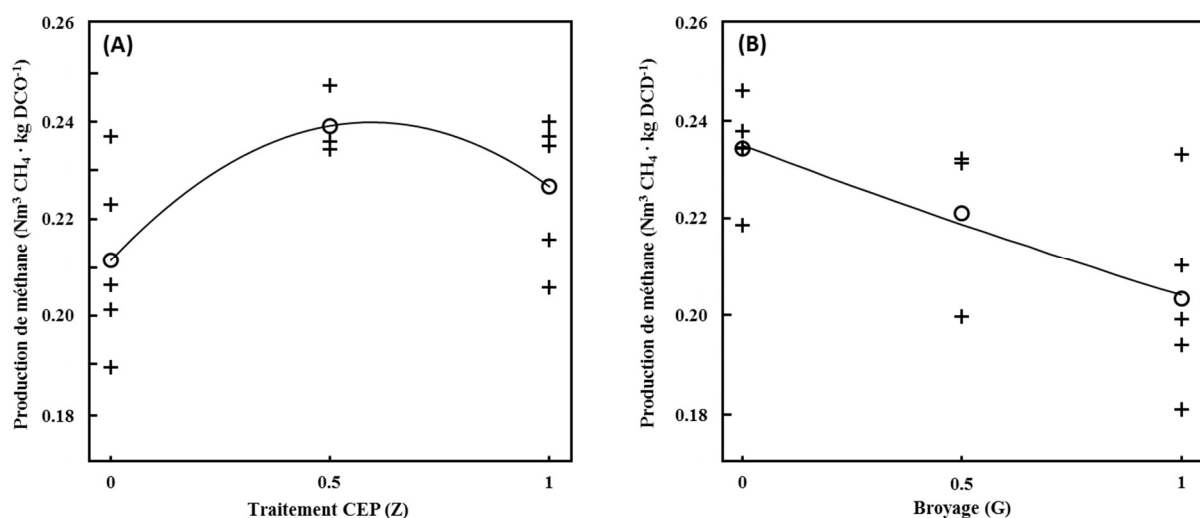 (A)
Production de méthane (Nm³ CH₄ · kg DCO⁻¹)
0.26
0.24
0.22
0.20
0.18
0
0.5
1
Traitement CEP (Z)
(B)
Production de méthane (Nm³ CH₄ · kg DCD⁻¹)
0.26
0.24
0.22
0.20
0.18
0
0.5
1
Broyage (G)